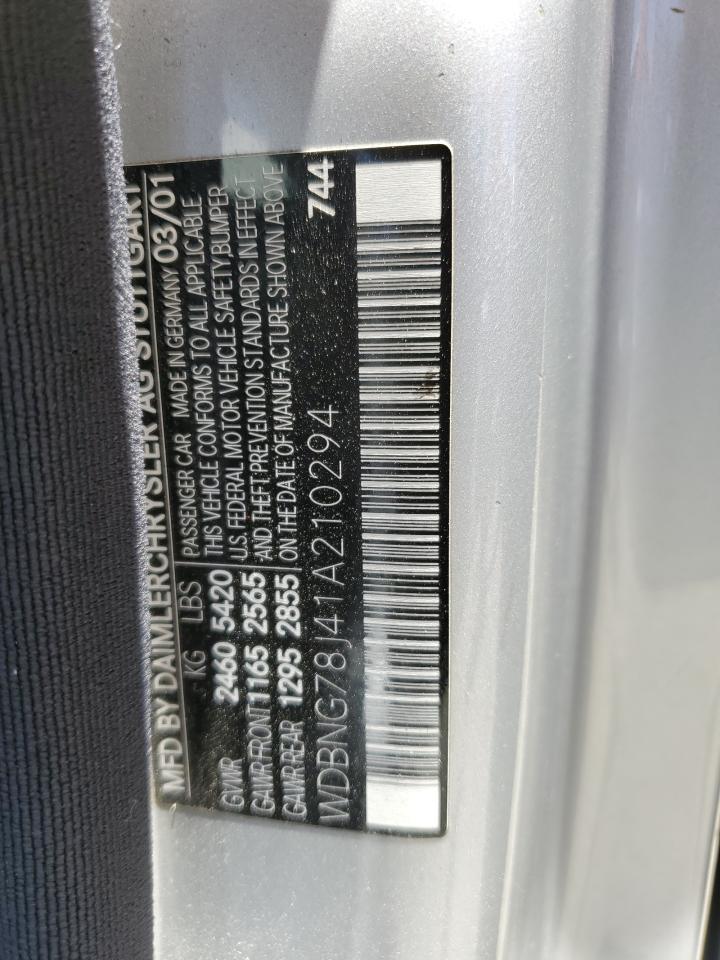 MFD BY DAIMLERCHRYSLER AG STUTTGART
KG LBS PASSENGER CAR MADE IN GERMANY 03/01
GVWR 2460 5420 THIS VEHICLE CONFORMS TO ALL APPLICABLE
GAWR FRONT 1165 2565 U.S. FEDERAL MOTOR VEHICLE SAFETY, BUMPER
GAWR REAR 1295 2855 AND THEFT PREVENTION STANDARDS IN EFFECT
ON THE DATE OF MANUFACTURE SHOWN ABOVE
WDBNG78J41A210294 744